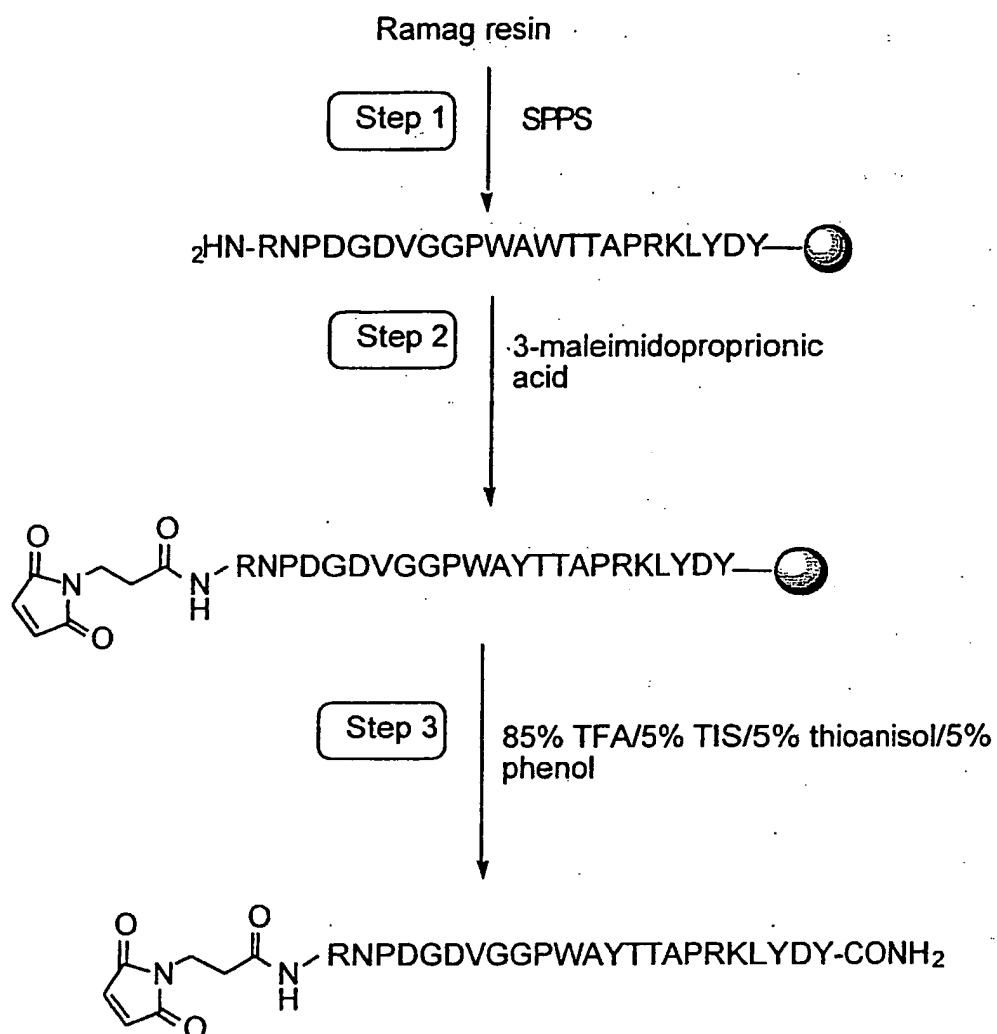 Ramag resin
Step 1
SPPS
₂HN-RNPDGDVGGPWAWTTAPRKLYDY
Step 2
3-maleimidoproprionic
acid
O
O
N
O
N
H
RNPDGDVGGPWAYTTAPRKLYDY
Step 3
85% TFA/5% TIS/5% thioanisol/5%
phenol
O
O
N
O
N
H
RNPDGDVGGPWAYTTAPRKLYDY-CONH₂